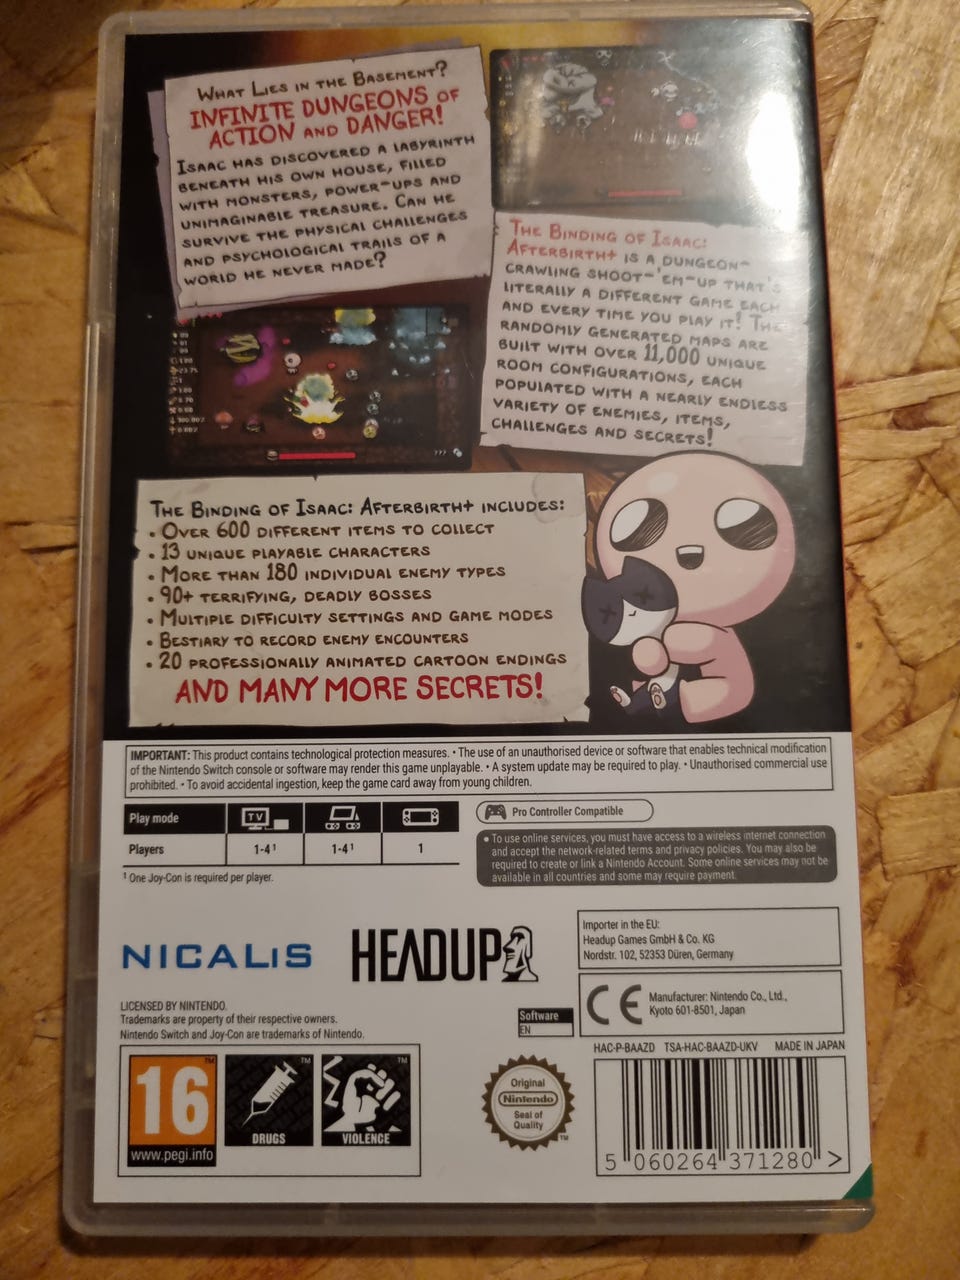 WHAT LIES IN THE BASEMENT?
INFINITE DUNGEONS OF
ACTION AND DANGER!
ISAAC HAS DISCOVERED A LABYRINTH
BENEATH HIS OWN HOUSE, FILLED
WITH MONSTERS, POWER-UPS AND
UNIMAGINABLE TREASURE. CAN HE
SURVIVE THE PHYSICAL CHALLENGES
AND PSYCHOLOGICAL TRAILS OF A
WORLD HE NEVER MADE?
THE BINDING OF ISAAC:
AFTERBIRTH+ IS A DUNGEON-
CRAWLING SHOOT-'EM-UP THAT'S
LITERALLY A DIFFERENT GAME EACH
AND EVERY TIME YOU PLAY IT! THE
RANDOMLY GENERATED MAPS ARE
BUILT WITH OVER 11,000 UNIQUE
ROOM CONFIGURATIONS, EACH
POPULATED WITH A NEARLY ENDLESS
VARIETY OF ENEMIES, ITEMS,
CHALLENGES AND SECRETS!
???
THE BINDING OF ISAAC: AFTERBIRTH+ INCLUDES:
• OVER 600 DIFFERENT ITEMS TO COLLECT
• 13 UNIQUE PLAYABLE CHARACTERS
• MORE THAN 180 INDIVIDUAL ENEMY TYPES
• 90+ TERRIFYING, DEADLY BOSSES
• MULTIPLE DIFFICULTY SETTINGS AND GAME MODES
• BESTIARY TO RECORD ENEMY ENCOUNTERS
• 20 PROFESSIONALLY ANIMATED CARTOON ENDINGS
AND MANY MORE SECRETS!
IMPORTANT: This product contains technological protection measures. • The use of an unauthorised device or software that enables technical modification
of the Nintendo Switch console or software may render this game unplayable. • A system update may be required to play. • Unauthorised commercial use
prohibited. • To avoid accidental ingestion, keep the game card away from young children.
Play mode TV
Players 1-4¹ 1-4¹ 1
¹ One Joy-Con is required per player.
Pro Controller Compatible
• To use online services, you must have access to a wireless internet connection
and accept the network-related terms and privacy policies. You may also be
required to create or link a Nintendo Account. Some online services may not be
available in all countries and some may require payment.
NICALiS
HEADUP
Importer in the EU:
Headup Games GmbH & Co. KG
Nordstr. 102, 52353 Düren, Germany
CE
Manufacturer: Nintendo Co., Ltd.,
Kyoto 601-8501, Japan
LICENSED BY NINTENDO.
Trademarks are property of their respective owners.
Nintendo Switch and Joy-Con are trademarks of Nintendo.
Software
EN
HAC-P-BAAZD TSA-HAC-BAAZD-UKV MADE IN JAPAN
16 TM
www.pegi.info
TM
DRUGS
TM
VIOLENCE
Original
Nintendo
Seal of
Quality
TM
5 060264 371280 >